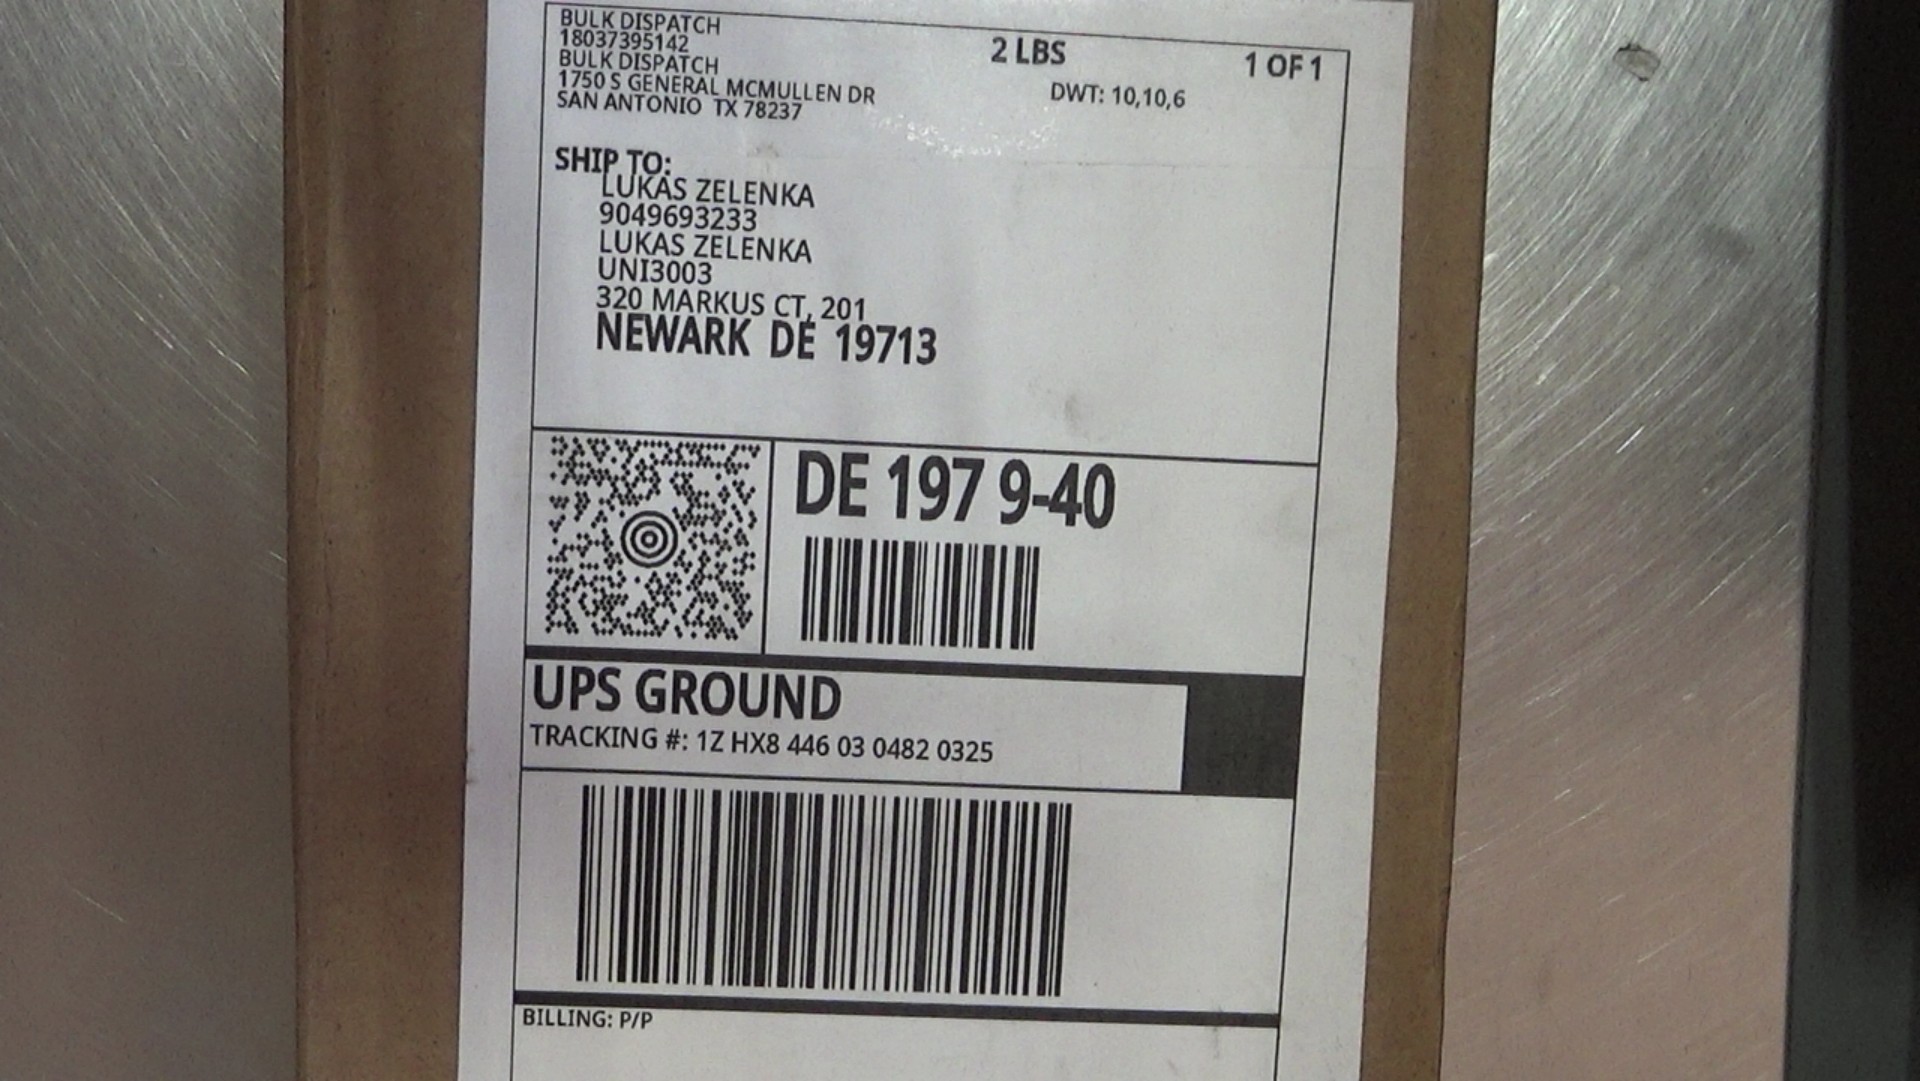 BULK DISPATCH
18037395142
BULK DISPATCH
1750 S GENERAL MCMULLEN DR
SAN ANTONIO TX 78237
2 LBS
1 OF 1
DWT: 10,10,6
SHIP TO:
LUKAS ZELENKA
9049693233
LUKAS ZELENKA
UNI3003
320 MARKUS CT, 201
NEWARK DE 19713
DE 197 9-40
UPS GROUND
TRACKING #: 1Z HX8 446 03 0482 0325
BILLING: P/P